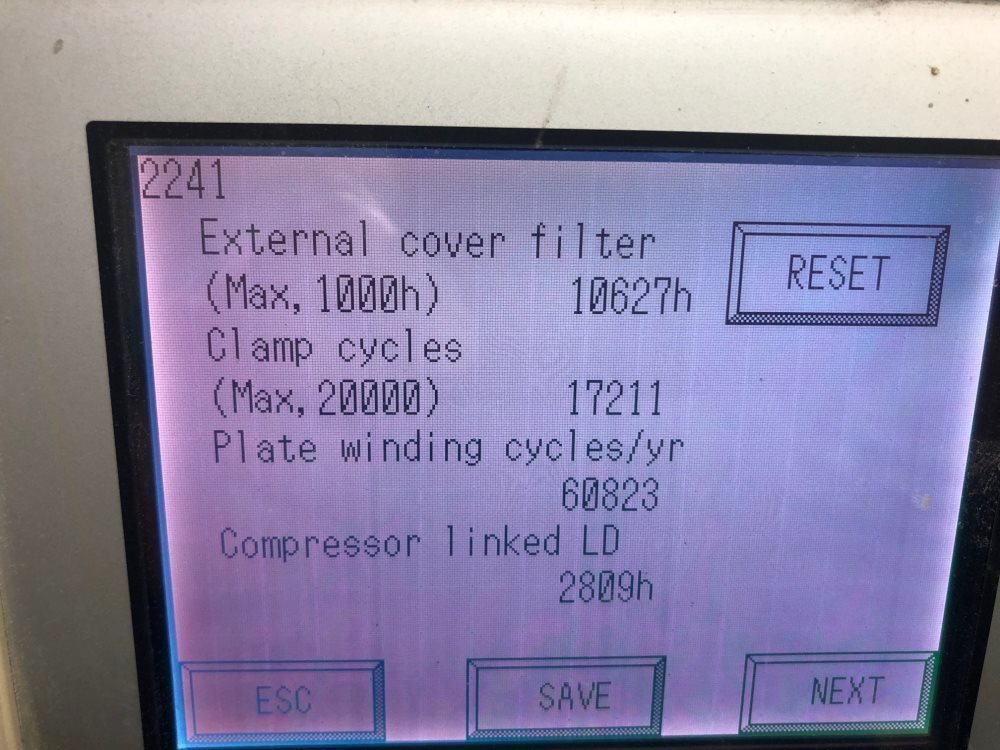 2241
External cover filter
RESET
(Max, 1000h) 10627h
Clamp cycles
(Max, 20000) 17211
Plate winding cycles/yr
60823
Compressor linked LD
2809h
ESC SAVE NEXT